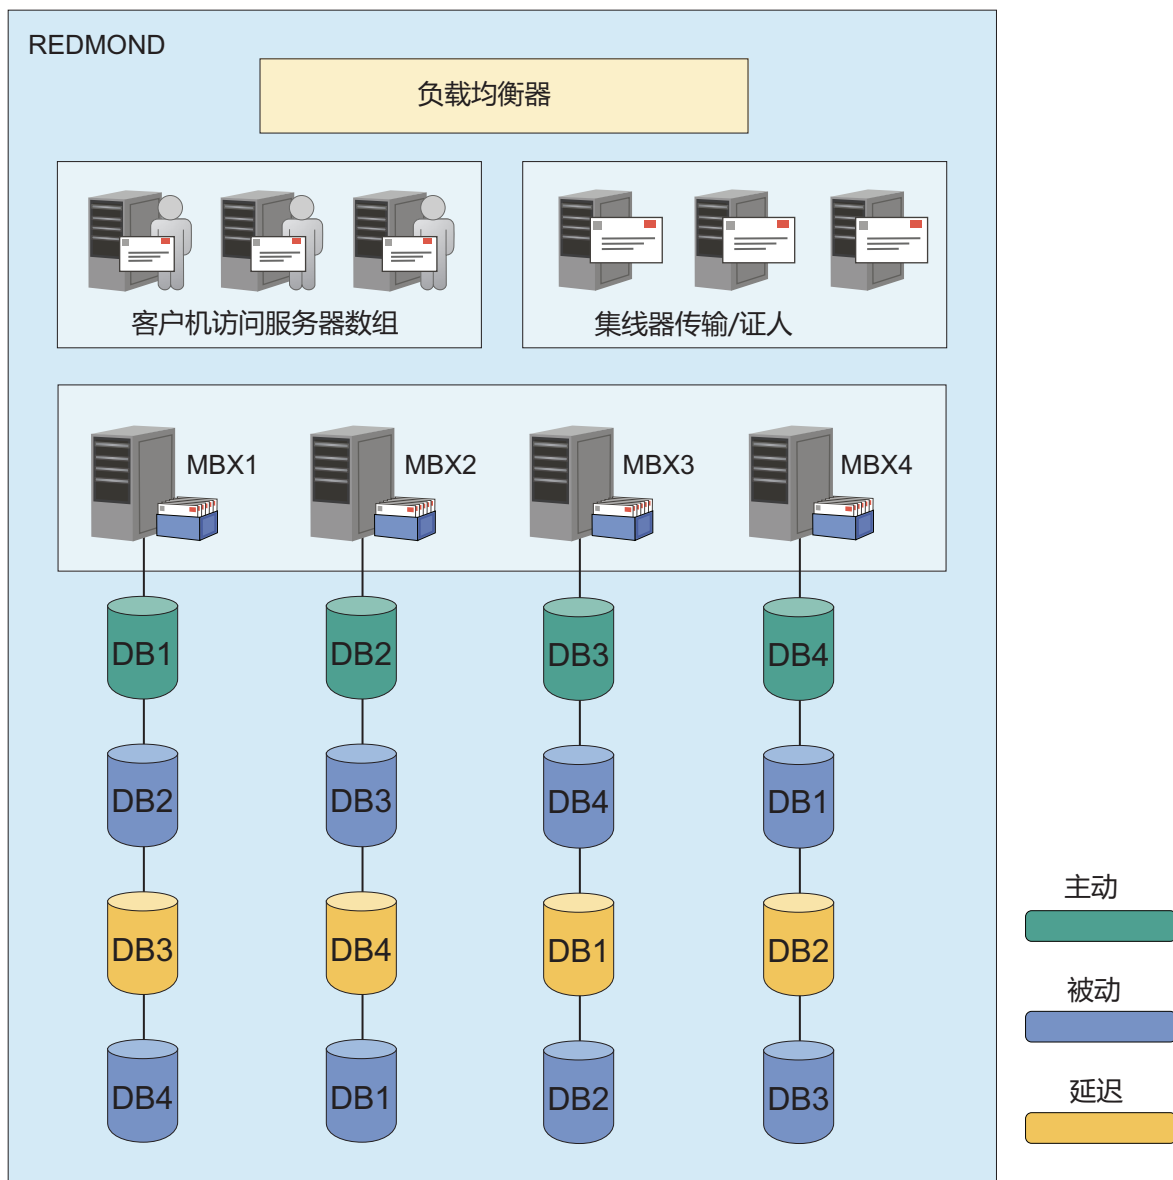 REDMOND
负载均衡器
客户机访问服务器数组
集线器传输/证人
MBX1
MBX2
MBX3
MBX4
DB1
DB2
DB3
DB4
DB2
DB3
DB4
DB1
DB3
DB4
DB1
DB2
DB4
DB1
DB2
DB3
主动
被动
延迟